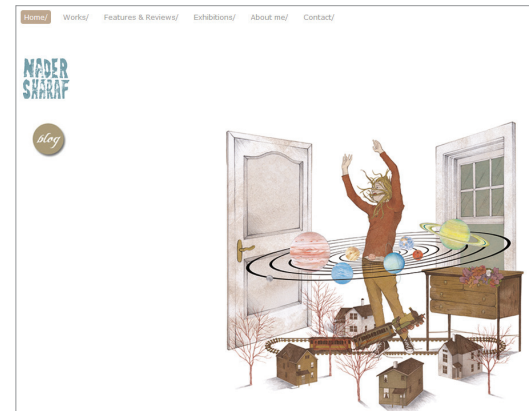 Home/ Works/ Features & Reviews/ Exhibitions/ About me/ Contact/
NADER
SHARAF
blog